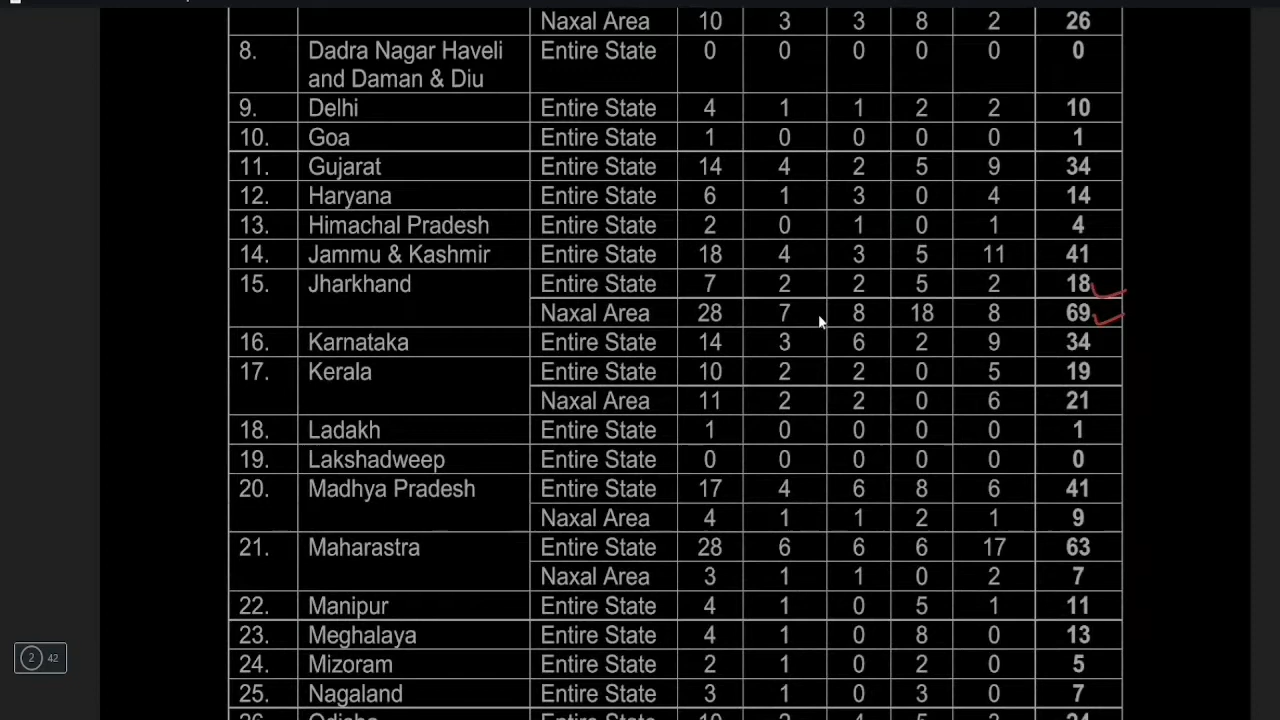 Naxal Area 10 3 3 8 2 26
8. Dadra Nagar Haveli and Daman & Diu Entire State 0 0 0 0 0 0
9. Delhi Entire State 4 1 1 2 2 10
10. Goa Entire State 1 0 0 0 0 1
11. Gujarat Entire State 14 4 2 5 9 34
12. Haryana Entire State 6 1 3 0 4 14
13. Himachal Pradesh Entire State 2 0 1 0 1 4
14. Jammu & Kashmir Entire State 18 4 3 5 11 41
15. Jharkhand Entire State 7 2 2 5 2 18
Naxal Area 28 7 8 18 8 69
16. Karnataka Entire State 14 3 6 2 9 34
17. Kerala Entire State 10 2 2 0 5 19
Naxal Area 11 2 2 0 6 21
18. Ladakh Entire State 1 0 0 0 0 1
19. Lakshadweep Entire State 0 0 0 0 0 0
20. Madhya Pradesh Entire State 17 4 6 8 6 41
Naxal Area 4 1 1 2 1 9
21. Maharastra Entire State 28 6 6 6 17 63
Naxal Area 3 1 1 0 2 7
22. Manipur Entire State 4 1 0 5 1 11
23. Meghalaya Entire State 4 1 0 8 0 13
24. Mizoram Entire State 2 1 0 2 0 5
25. Nagaland Entire State 3 1 0 3 0 7
2 42